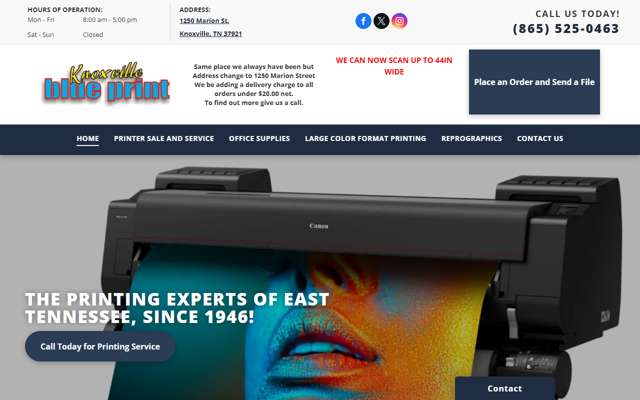 HOURS OF OPERATION:
Mon - Fri 8:00 am - 5:00 pm
Sat - Sun Closed
ADDRESS:
1250 Marion St.
Knoxville, TN 37921
CALL US TODAY!
(865) 525-0463
Knoxville
blue print
Same place we always have been but
Address change to 1250 Marion Street
We be adding a delivery charge to all
orders under $20.00 net.
To find out more give us a call.
WE CAN NOW SCAN UP TO 44IN
WIDE
Place an Order and Send a File
HOME PRINTER SALE AND SERVICE OFFICE SUPPLIES LARGE COLOR FORMAT PRINTING REPROGRAPHICS CONTACT US
Canon
THE PRINTING EXPERTS OF EAST
TENNESSEE, SINCE 1946!
Call Today for Printing Service
Contact